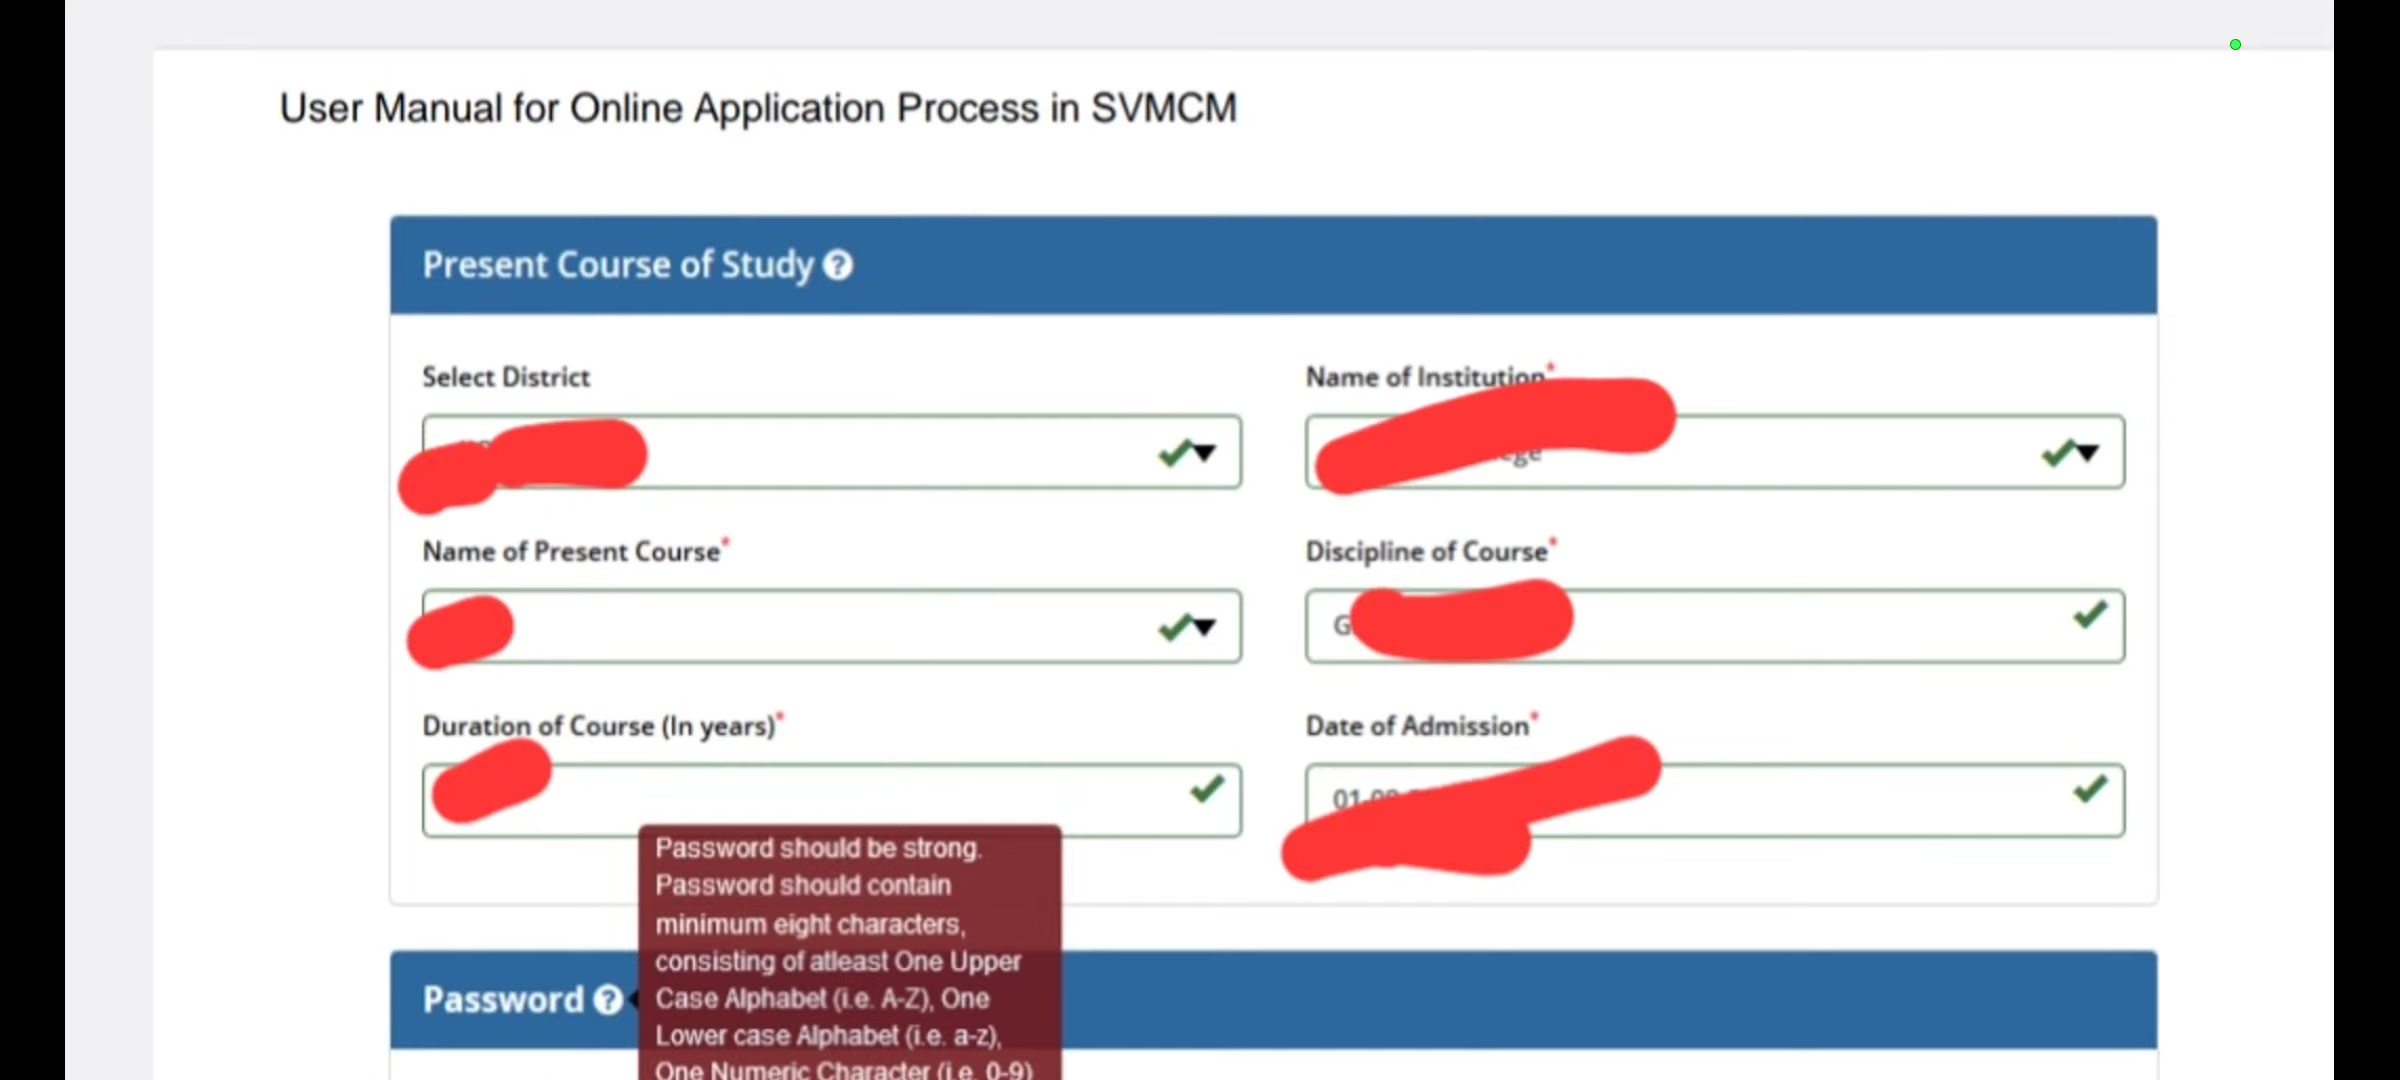 User Manual for Online Application Process in SVMCM
Present Course of Study ?
Select District
Name of Institution*
Name of Present Course*
Discipline of Course*
G
Duration of Course (In years)*
Date of Admission*
01-
Password should be strong.
Password should contain
minimum eight characters,
consisting of atleast One Upper
Case Alphabet (i.e. A-Z), One
Lower case Alphabet (i.e. a-z),
One Numeric Character (i.e. 0-9)
Password ?